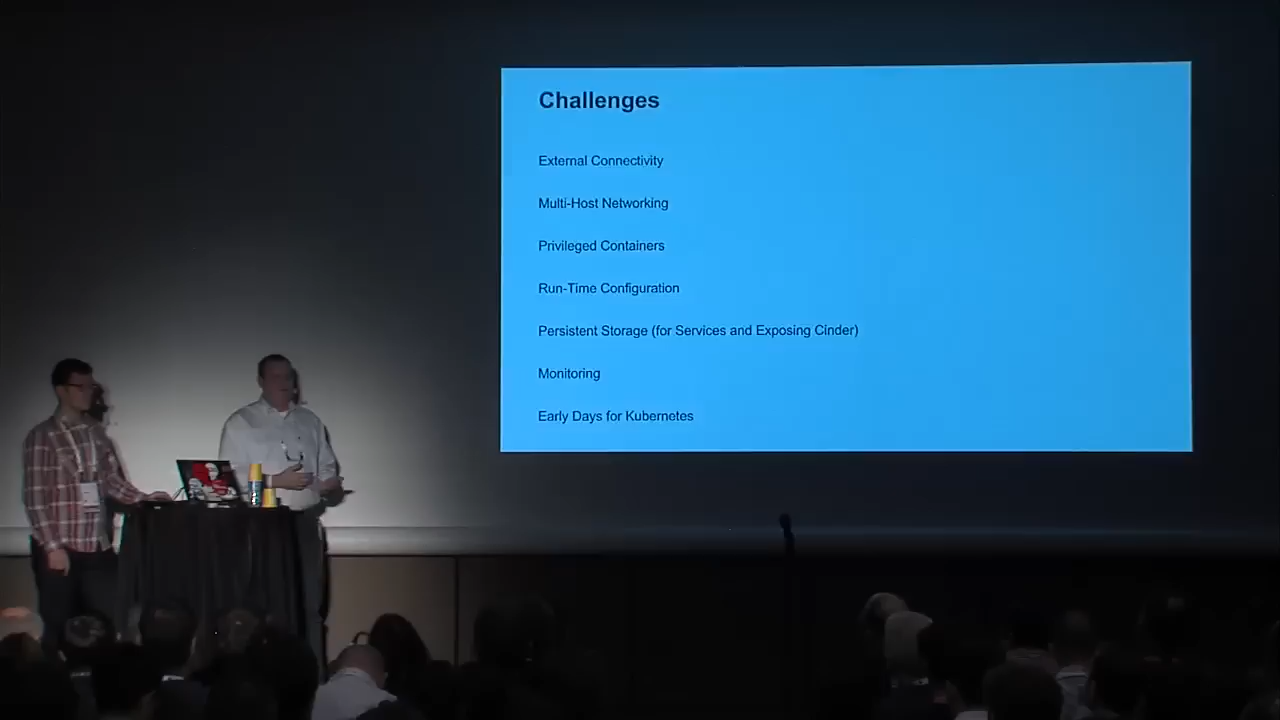 Challenges
External Connectivity
Multi-Host Networking
Privileged Containers
Run-Time Configuration
Persistent Storage (for Services and Exposing Cinder)
Monitoring
Early Days for Kubernetes